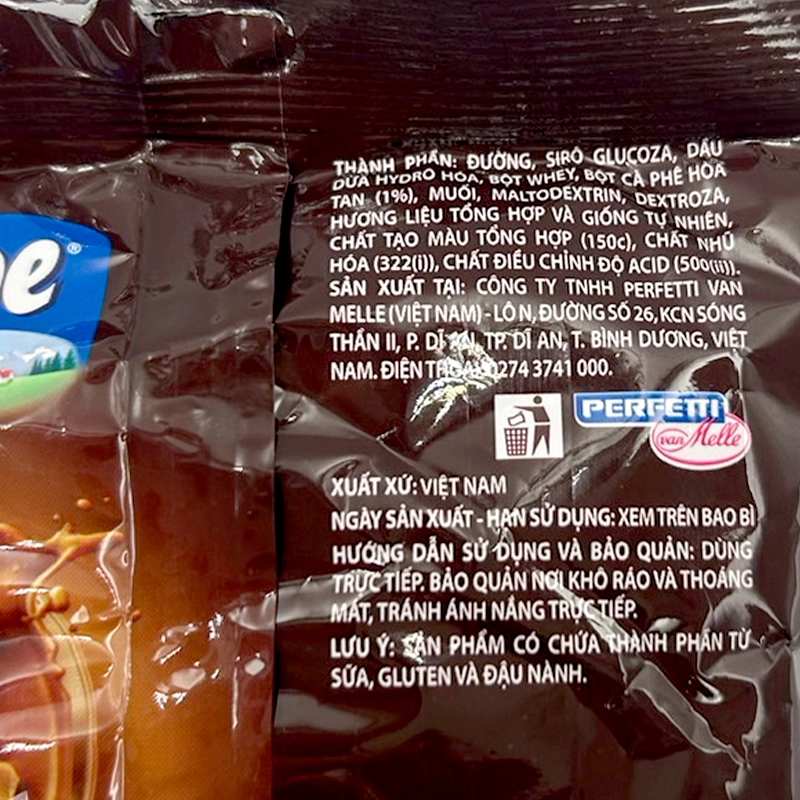 pe®
THÀNH PHẦN: ĐƯỜNG, SIRÔ GLUCOZA, DẦU
DỪA HYDRO HÓA, BỘT WHEY, BỘT CÀ PHÊ HÒA
TAN (1%), MUỐI, MALTODEXTRIN, DEXTROZA,
HƯƠNG LIỆU TỔNG HỢP VÀ GIỐNG TỰ NHIÊN,
CHẤT TẠO MÀU TỔNG HỢP (150c), CHẤT NHŨ
HÓA (322(i)), CHẤT ĐIỀU CHỈNH ĐỘ ACID (500(ii)).
SẢN XUẤT TẠI: CÔNG TY TNHH PERFETTI VAN
MELLE (VIỆT NAM) - LÔ N, ĐƯỜNG SỐ 26, KCN SÓNG
THẦN II, P. DĨ AN, TP. DĨ AN, T. BÌNH DƯƠNG, VIỆT
NAM. ĐIỆN THOẠI: 0274 3741 000.
PERFETTI
van Melle
XUẤT XỨ: VIỆT NAM
NGÀY SẢN XUẤT - HẠN SỬ DỤNG: XEM TRÊN BAO BÌ
HƯỚNG DẪN SỬ DỤNG VÀ BẢO QUẢN: DÙNG
TRỰC TIẾP. BẢO QUẢN NƠI KHÔ RÁO VÀ THOÁNG
MÁT, TRÁNH ÁNH NẮNG TRỰC TIẾP.
LƯU Ý: SẢN PHẨM CÓ CHỨA THÀNH PHẦN TỪ
SỮA, GLUTEN VÀ ĐẬU NÀNH.